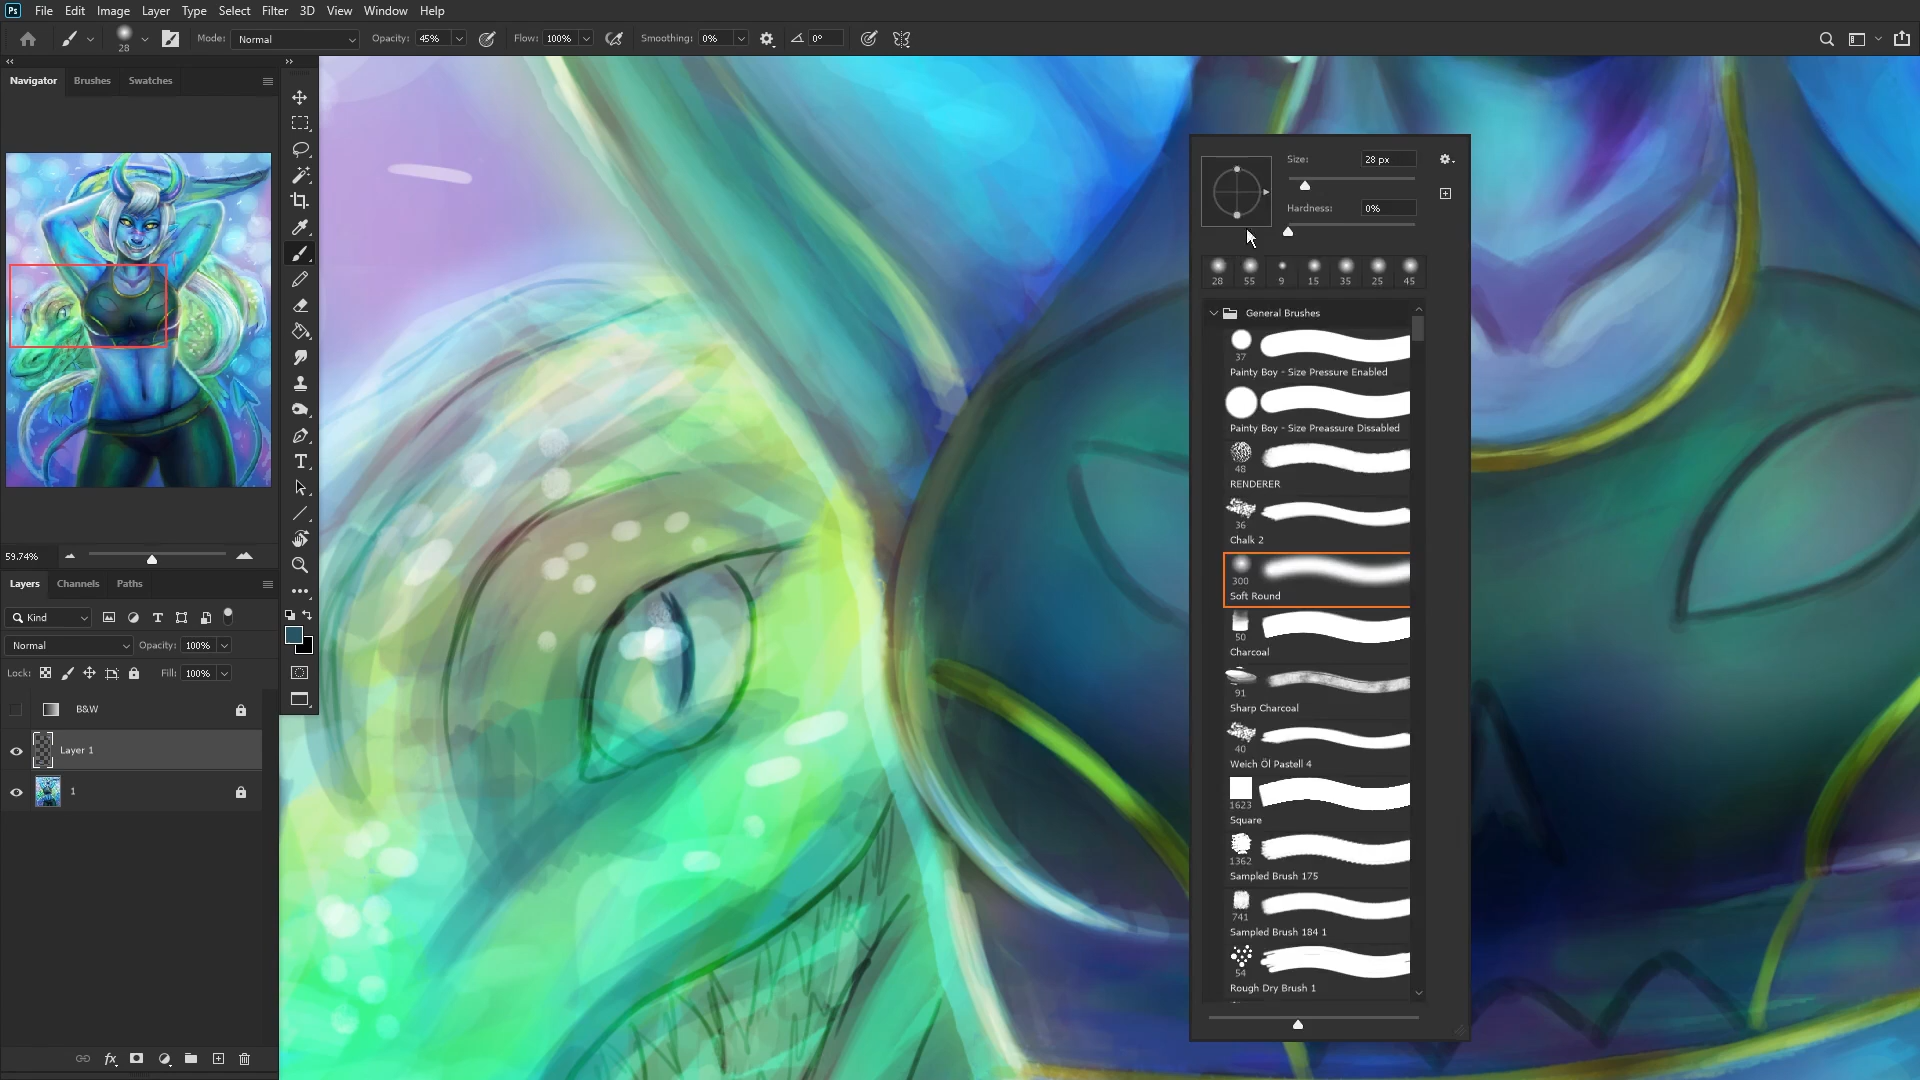 Ps File Edit Image Layer Type Select Filter 3D View Window Help
28 Mode: Normal Opacity: 45% Flow: 100% Smoothing: 0% 0°
Navigator Brushes Swatches
59.74%
Layers Channels Paths
Kind
Normal Opacity: 100%
Lock: Fill: 100%
B&W
Layer 1
1
fx
Size: 28 px
Hardness: 0%
28 55 9 15 35 25 45
General Brushes
37
Painty Boy - Size Pressure Enabled
Painty Boy - Size Preassure Dissabled
48
RENDERER
36
Chalk 2
300
Soft Round
50
Charcoal
91
Sharp Charcoal
40
Weich Öl Pastell 4
1623
Square
1362
Sampled Brush 175
741
Sampled Brush 184 1
54
Rough Dry Brush 1